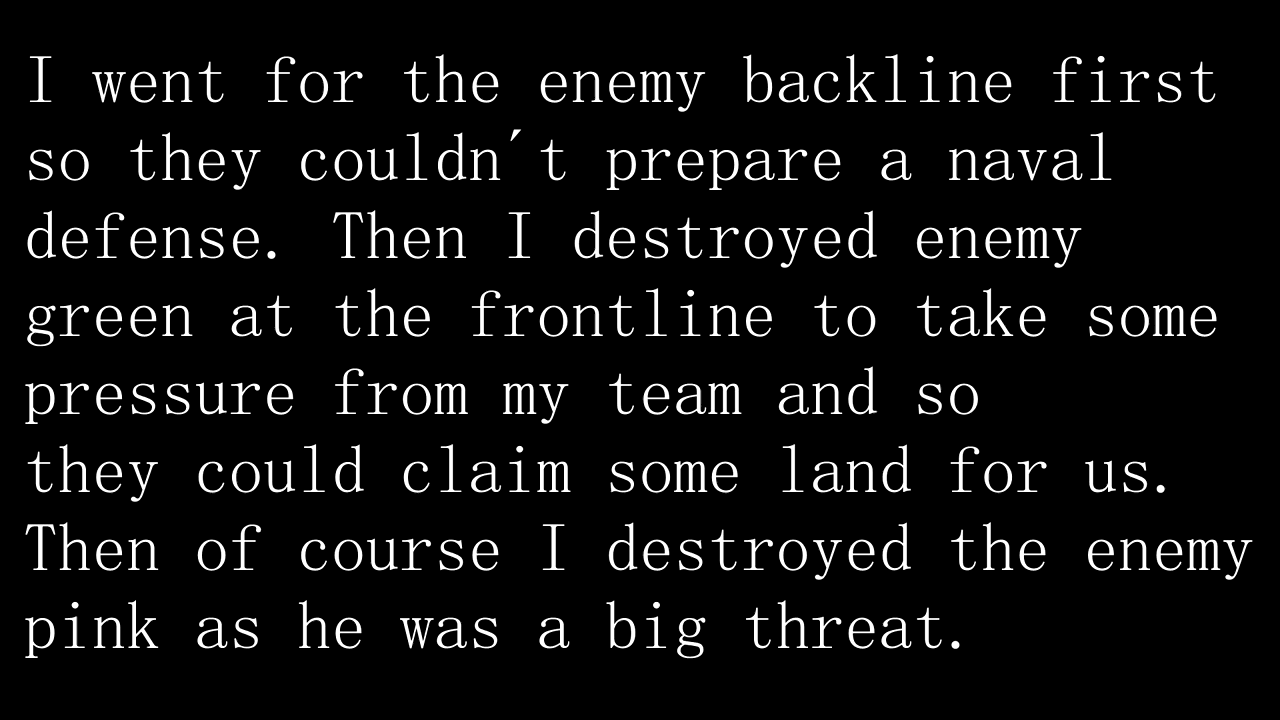 I went for the enemy backline first
so they couldn´t prepare a naval
defense. Then I destroyed enemy
green at the frontline to take some
pressure from my team and so
they could claim some land for us.
Then of course I destroyed the enemy
pink as he was a big threat.